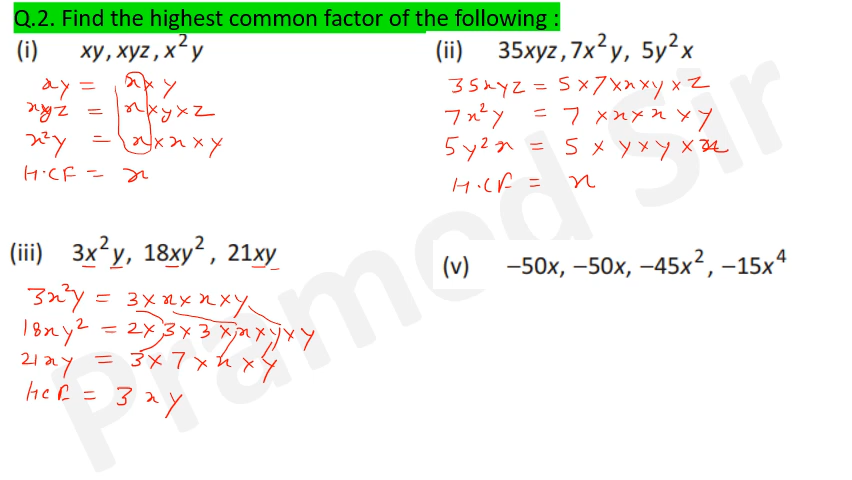 Q.2. Find the highest common factor of the following :
(i) xy, xyz, x²y
xy = x × y
xyz = x × y × z
x²y = x × x × y
H.CF = x
(ii) 35xyz, 7x²y, 5y²x
35xyz = 5 × 7 × x × y × z
7x²y = 7 × x × x × y
5y²x = 5 × y × y × x
H.CF = x
(iii) 3x²y, 18xy², 21xy
3x²y = 3 × x × x × y
18xy² = 2 × 3 × 3 × x × y × y
21xy = 3 × 7 × x × y
HCF = 3xy
(v) −50x, −50x, −45x², −15x⁴
Pramod Sir